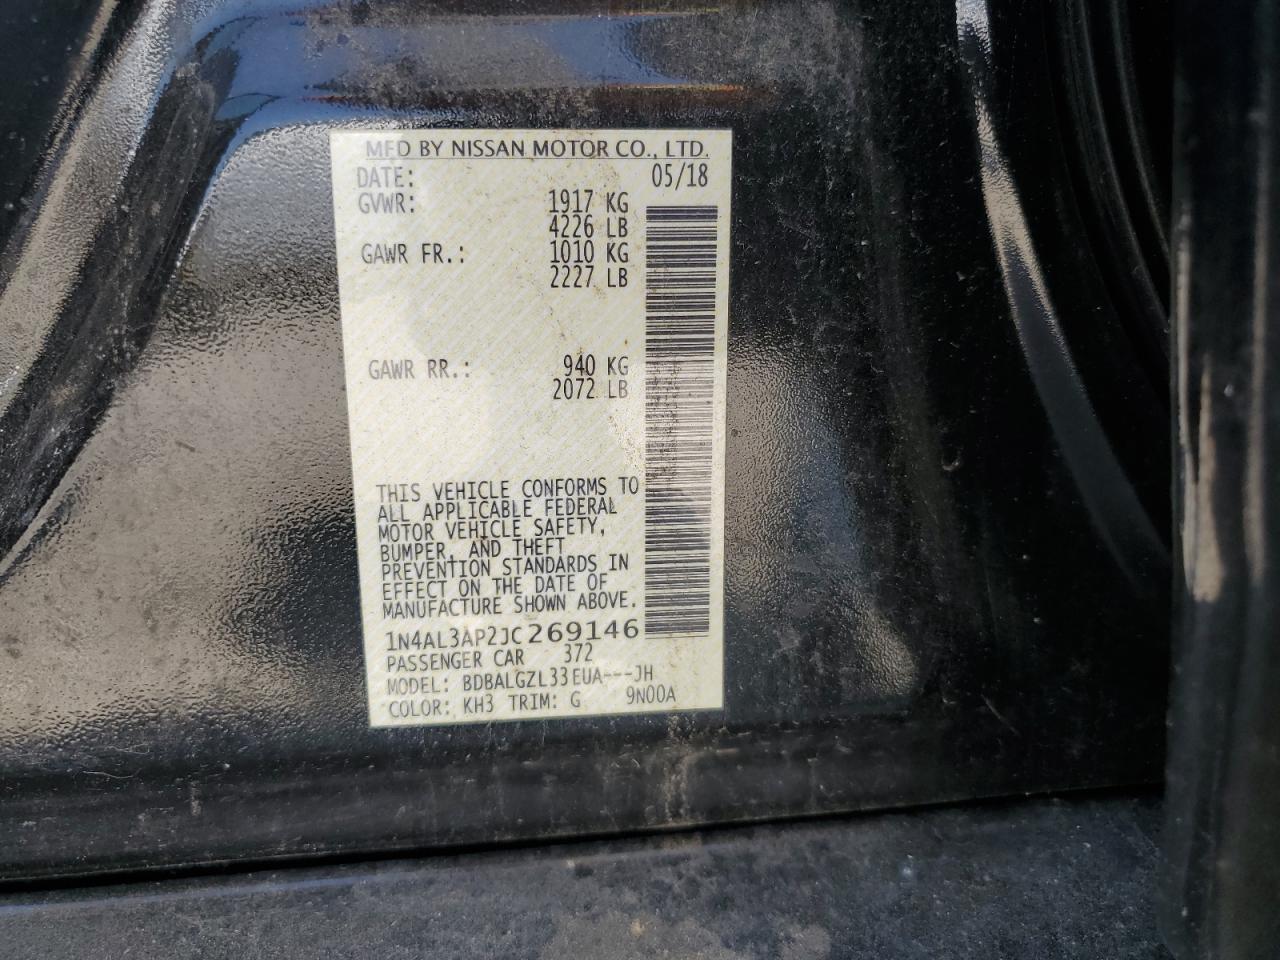 MFD BY NISSAN MOTOR CO., LTD.
DATE: 05/18
GVWR: 1917 KG
4226 LB
GAWR FR.: 1010 KG
2227 LB
GAWR RR.: 940 KG
2072 LB
THIS VEHICLE CONFORMS TO
ALL APPLICABLE FEDERAL
MOTOR VEHICLE SAFETY,
BUMPER, AND THEFT
PREVENTION STANDARDS IN
EFFECT ON THE DATE OF
MANUFACTURE SHOWN ABOVE.
1N4AL3AP2JC269146
PASSENGER CAR 372
MODEL: BDBALGZL33EUA---JH
COLOR: KH3 TRIM: G 9N00A